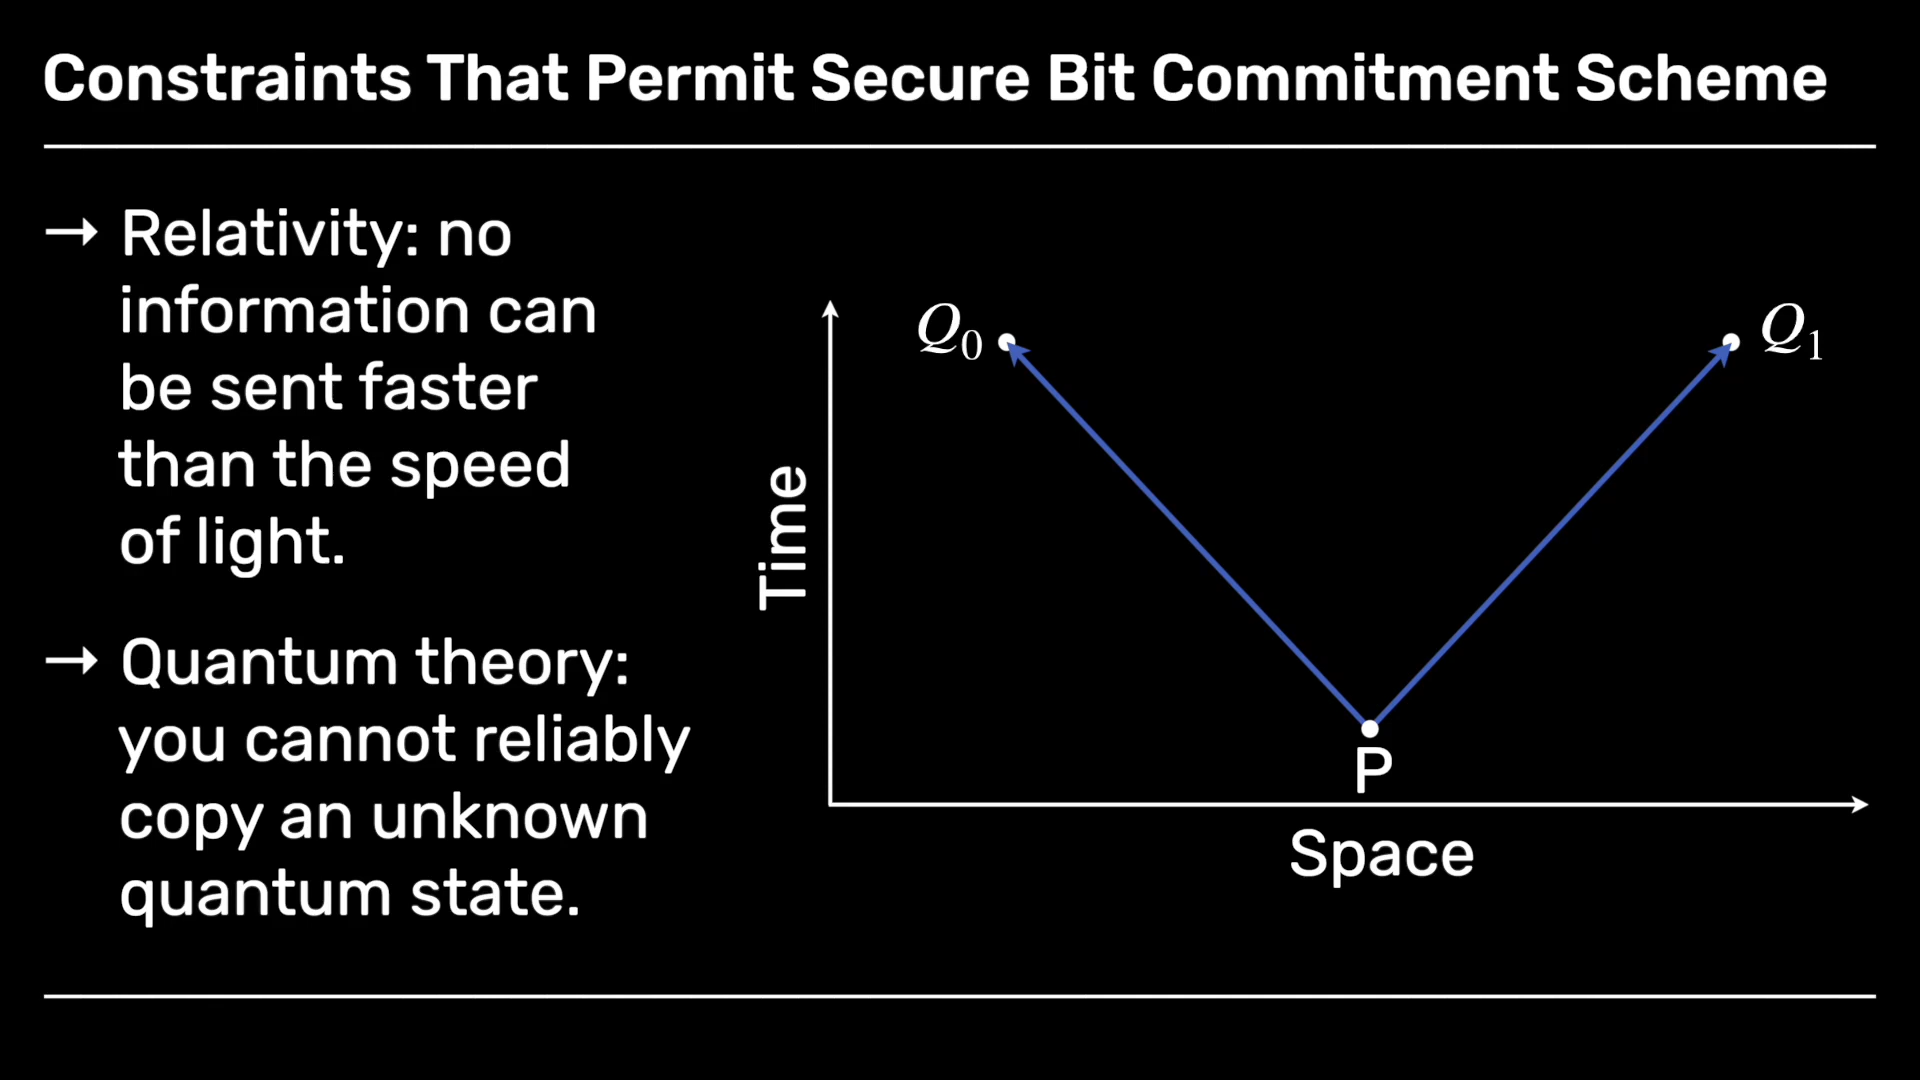 Constraints That Permit Secure Bit Commitment Scheme
→ Relativity: no
information can
be sent faster
than the speed
of light.
→ Quantum theory:
you cannot reliably
copy an unknown
quantum state.
Q₀
Q₁
Time
P
Space